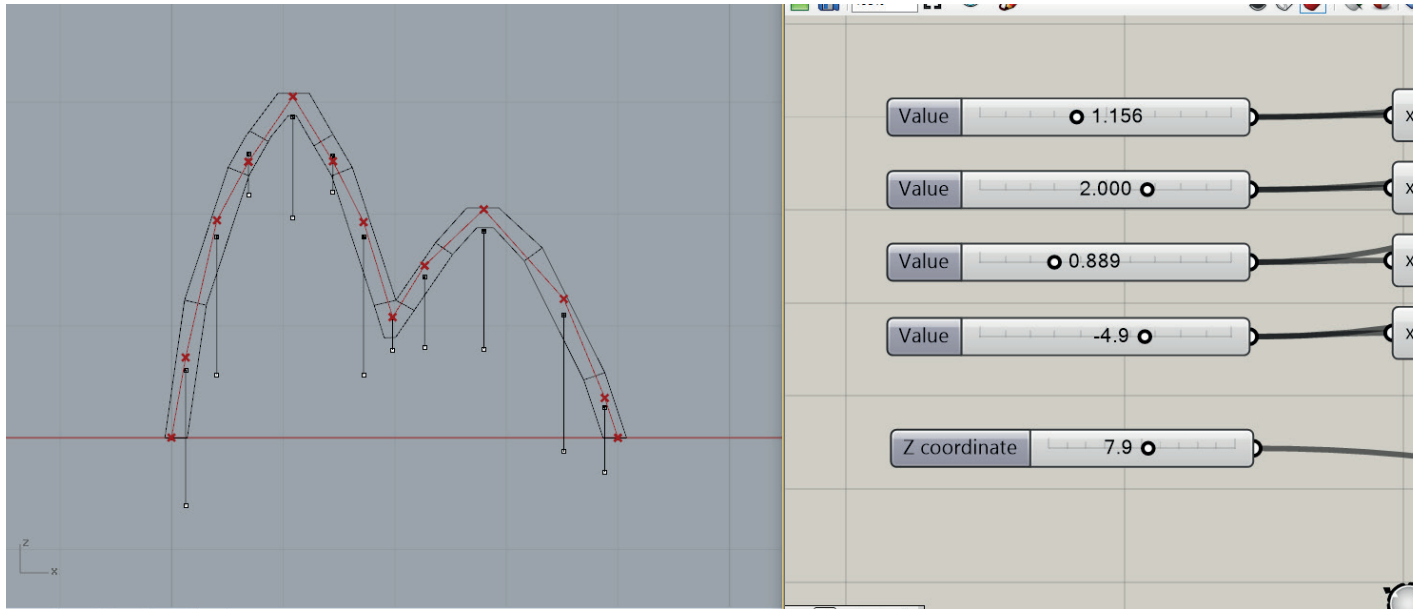 Value 1.156 x
Value 2.000 x
Value 0.889 x
Value -4.9 x
Z coordinate 7.9
z
x